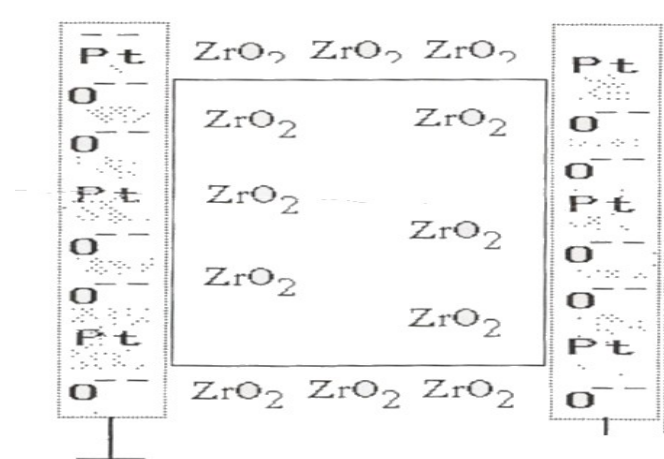 Pt ZrO₂ ZrO₂ ZrO₂ Pt
O⁻⁻ ZrO₂ ZrO₂ O⁻⁻
O⁻⁻ O⁻⁻
Pt ZrO₂ Pt
O⁻⁻ ZrO₂ O⁻⁻
O⁻⁻ ZrO₂ O⁻⁻
Pt ZrO₂ Pt
O⁻⁻ ZrO₂ ZrO₂ ZrO₂ O⁻⁻